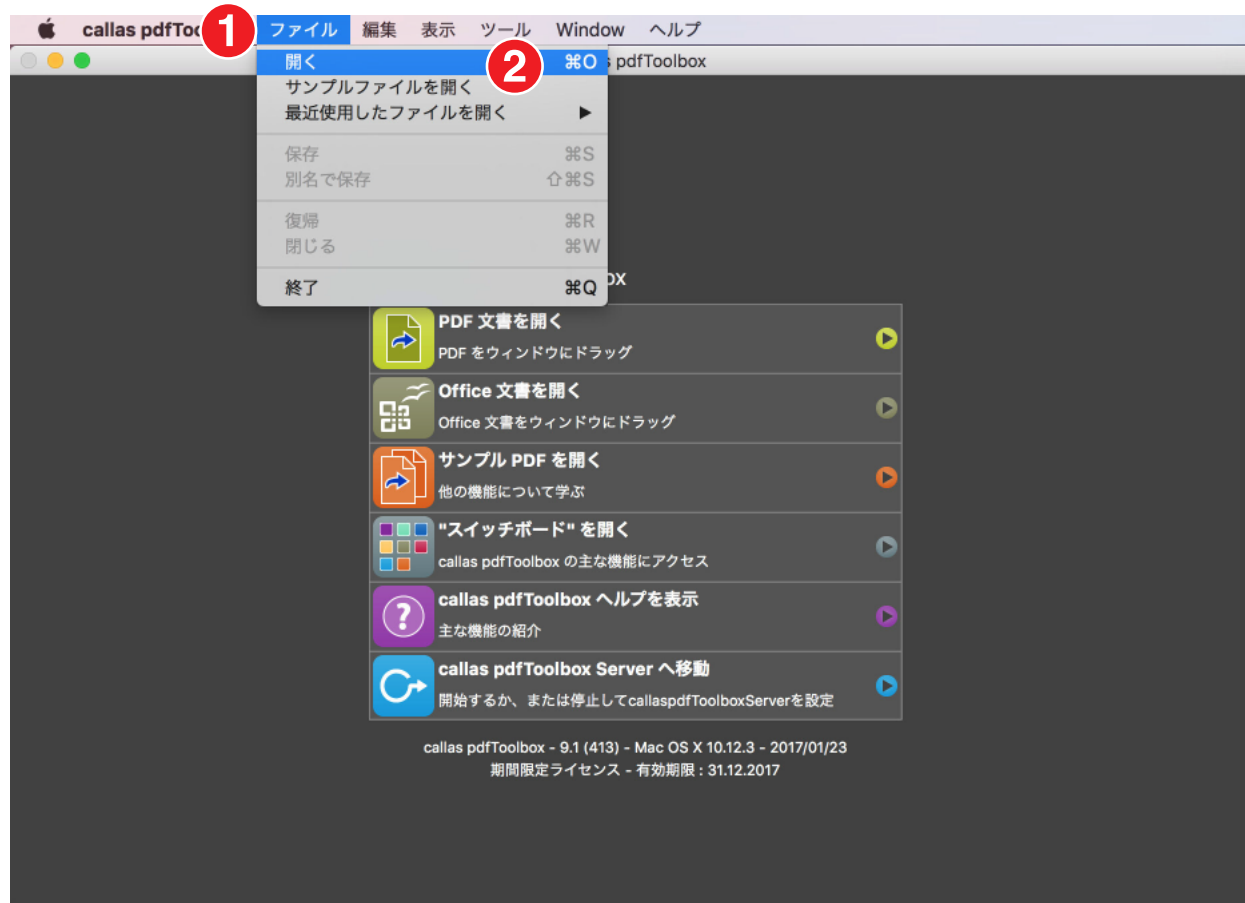 callas pdfToo 1 ファイル 編集 表示 ツール Window ヘルプ
pdfToolbox
開く 2 ⌘O
サンプルファイルを開く
最近使用したファイルを開く ▶
保存 ⌘S
別名で保存 ⇧⌘S
復帰 ⌘R
閉じる ⌘W
終了 ⌘Q
PDF 文書を開く
PDF をウィンドウにドラッグ
Office 文書を開く
Office 文書をウィンドウにドラッグ
サンプル PDF を開く
他の機能について学ぶ
"スイッチボード" を開く
callas pdfToolbox の主な機能にアクセス
callas pdfToolbox ヘルプを表示
主な機能の紹介
callas pdfToolbox Server へ移動
開始するか、または停止してcallaspdfToolboxServerを設定
callas pdfToolbox - 9.1 (413) - Mac OS X 10.12.3 - 2017/01/23
期間限定ライセンス - 有効期限 : 31.12.2017